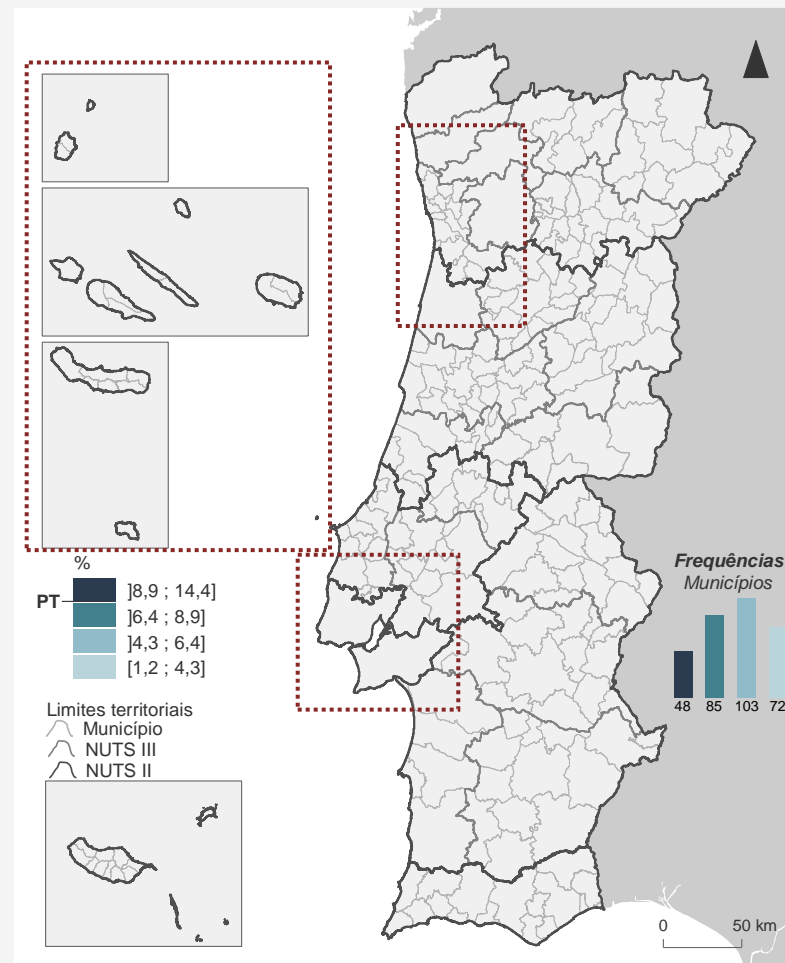 %
PT
]8,9 ; 14,4]
]6,4 ; 8,9]
]4,3 ; 6,4]
[1,2 ; 4,3]
Limites territoriais
Município
NUTS III
NUTS II
Frequências
Municípios
48 85 103 72
0 50 km